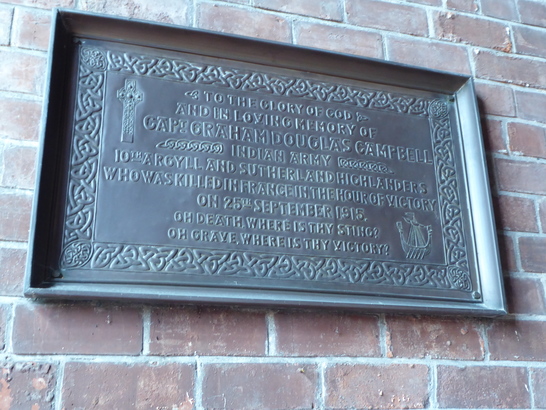 TO THE GLORY OF GOD
AND IN LOVING MEMORY OF
CAPT GRAHAM DOUGLAS CAMPBELL
INDIAN ARMY
10TH ARGYLL AND SUTHERLAND HIGHLANDERS
WHO WAS KILLED IN FRANCE IN THE HOUR OF VICTORY
ON 25TH SEPTEMBER 1915.
OH DEATH, WHERE IS THY STING?
OH GRAVE, WHERE IS THY VICTORY?